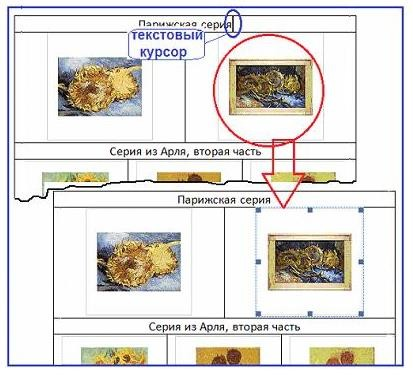 Парижская серия
текстовый
курсор
Серия из Арля, вторая часть
Парижская серия
Серия из Арля, вторая часть